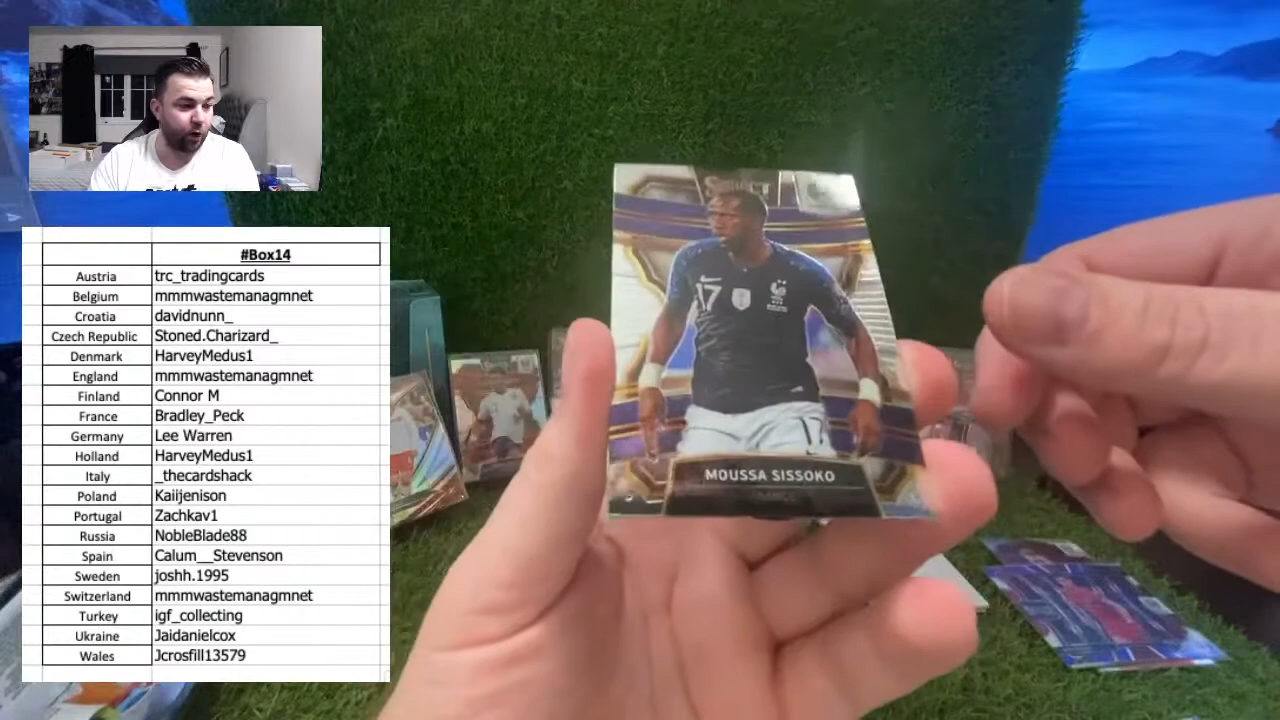 #Box14
Austria trc_tradingcards
Belgium mmmwastemanagmnet
Croatia davidnunn_
Czech Republic Stoned.Charizard_
Denmark HarveyMedus1
England mmmwastemanagmnet
Finland Connor M
France Bradley_Peck
Germany Lee Warren
Holland HarveyMedus1
Italy _thecardshack
Poland Kaiijenison
Portugal Zachkav1
Russia NobleBlade88
Spain Calum__Stevenson
Sweden joshh.1995
Switzerland mmmwastemanagmnet
Turkey igf_collecting
Ukraine Jaidanielcox
Wales Jcrosfill13579
17
MOUSSA SISSOKO
FRANCE